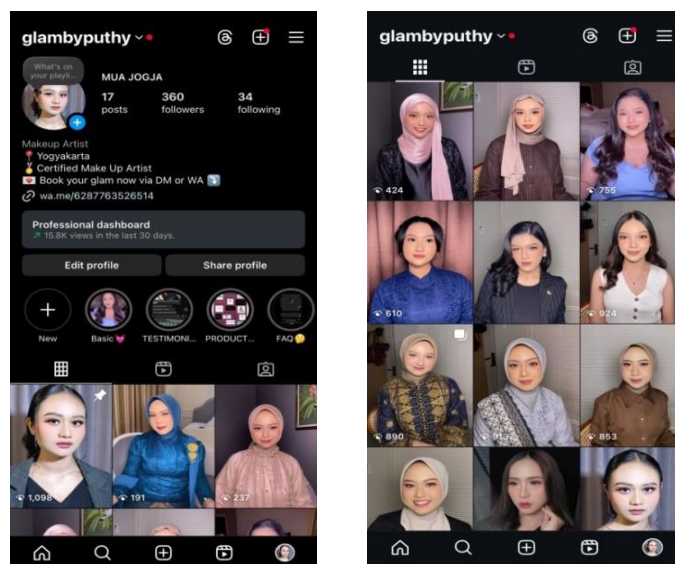 glambyputhy
What's on
your playli...
MUA JOGJA
17 360 34
posts followers following
Makeup Artist
Yogyakarta
Certified Make Up Artist
Book your glam now via DM or WA
wa.me/6287763526514
Professional dashboard
15.8K views in the last 30 days.
Edit profile Share profile
New Basic TESTIMONI... PRODUCT... FAQ
1,098 191 237
glambyputhy
424 755
610 924
890 913 853